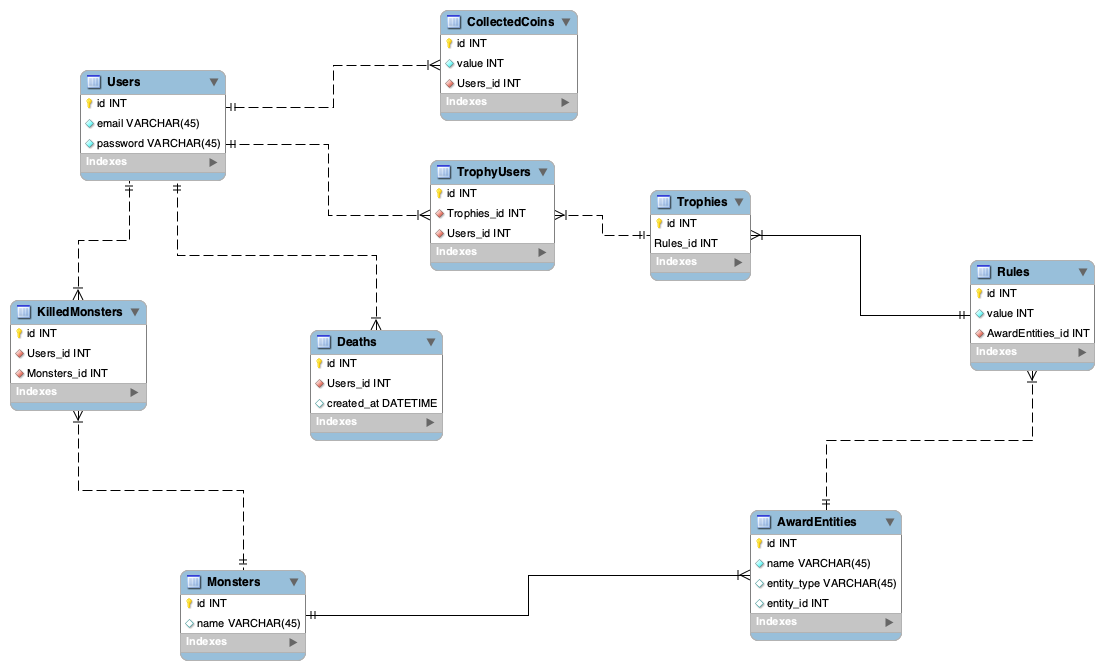 CollectedCoins
id INT
value INT
Users_id INT
Indexes
Users
id INT
email VARCHAR(45)
password VARCHAR(45)
Indexes
TrophyUsers
id INT
Trophies_id INT
Users_id INT
Indexes
Trophies
id INT
Rules_id INT
Indexes
Rules
id INT
value INT
AwardEntities_id INT
Indexes
KilledMonsters
id INT
Users_id INT
Monsters_id INT
Indexes
Deaths
id INT
Users_id INT
created_at DATETIME
Indexes
AwardEntities
id INT
name VARCHAR(45)
entity_type VARCHAR(45)
entity_id INT
Indexes
Monsters
id INT
name VARCHAR(45)
Indexes